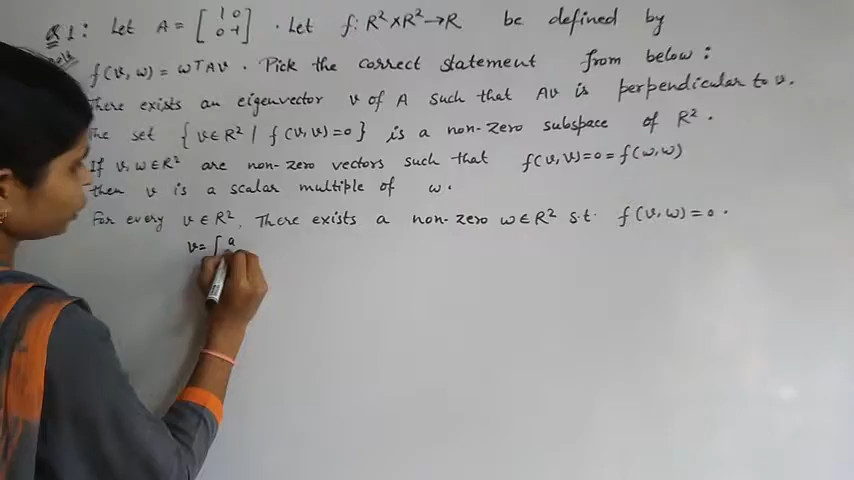 Q1: Let A = [ 1 0 0 -1 ] . Let f: R² × R² → R be defined by
f(v, w) = wᵀAv . Pick the correct statement from below :
There exists an eigenvector v of A such that Av is perpendicular to v.
The set { v ∈ R² | f(v, v) = 0 } is a non-zero subspace of R² .
If v, w ∈ R² are non-zero vectors such that f(v, v) = 0 = f(w, w)
then v is a scalar multiple of w .
For every v ∈ R², There exists a non-zero w ∈ R² s.t. f(v, w) = 0 .
v = [ a